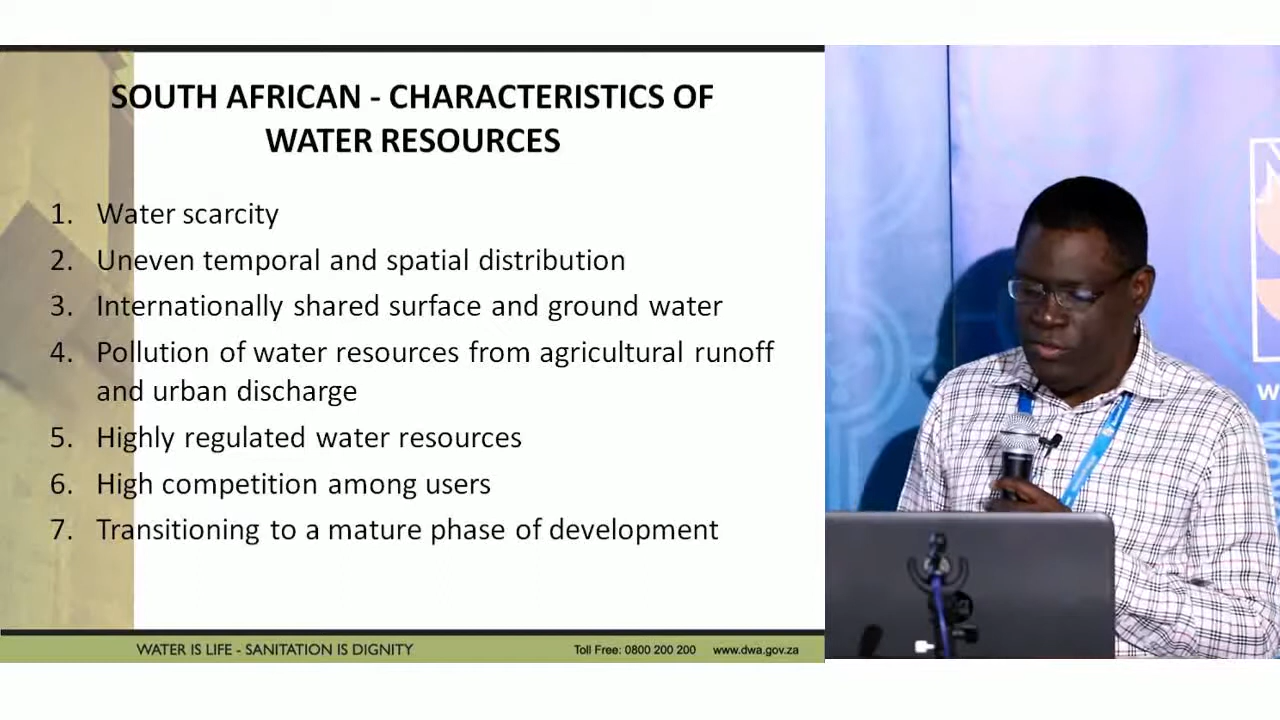 SOUTH AFRICAN - CHARACTERISTICS OF
WATER RESOURCES
1. Water scarcity
2. Uneven temporal and spatial distribution
3. Internationally shared surface and ground water
4. Pollution of water resources from agricultural runoff
and urban discharge
5. Highly regulated water resources
6. High competition among users
7. Transitioning to a mature phase of development
WATER IS LIFE - SANITATION IS DIGNITY
Toll Free: 0800 200 200 www.dwa.gov.za